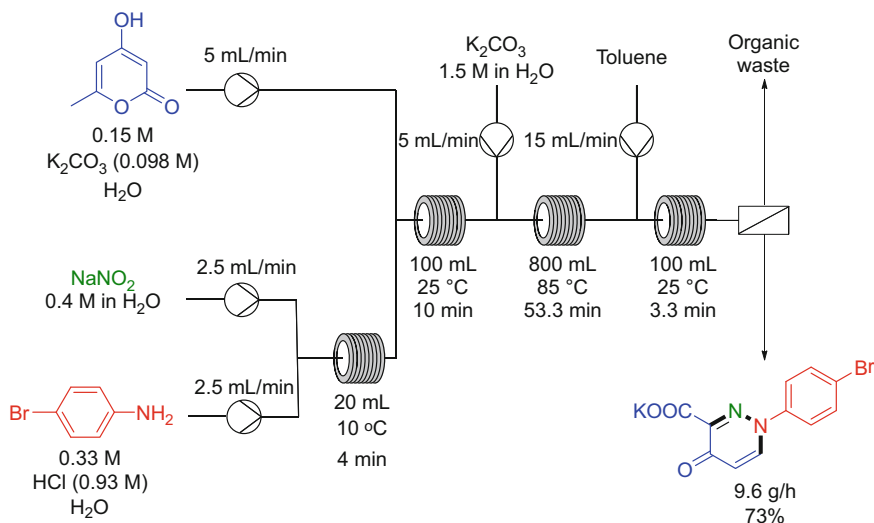 OH
O
O
0.15 M
K₂CO₃ (0.098 M)
H₂O
5 mL/min
NaNO₂
0.4 M in H₂O
2.5 mL/min
Br
NH₂
0.33 M
HCl (0.93 M)
H₂O
2.5 mL/min
20 mL
10 ºC
4 min
100 mL
25 °C
10 min
K₂CO₃
1.5 M in H₂O
5 mL/min
800 mL
85 °C
53.3 min
Toluene
15 mL/min
100 mL
25 °C
3.3 min
Organic
waste
Br
KOOC
N
N
O
9.6 g/h
73%